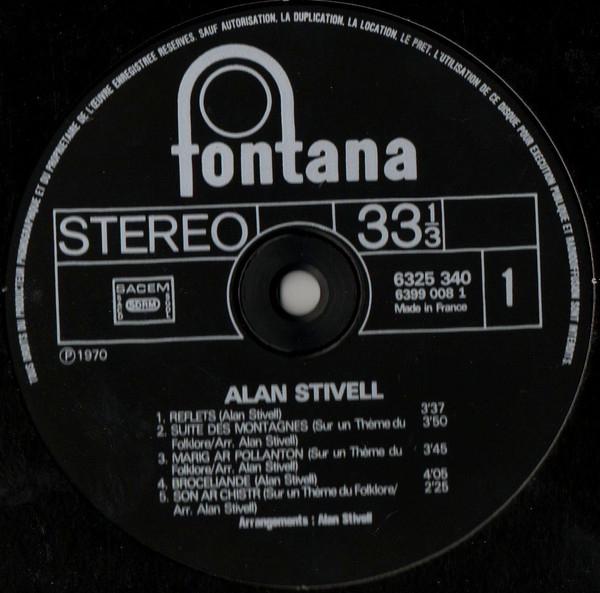 TOUS DROITS DU PRODUCTEUR PHONOGRAPHIQUE ET DU PROPRIETAIRE DE L'ŒUVRE ENREGISTREE RESERVES. SAUF AUTORISATION, LA DUPLICATION, LA LOCATION, LE PRET, L'UTILISATION DE CE DISQUE POUR EXECUTION PUBLIQUE ET RADIODIFFUSION SONT INTERDITS.
fontana
STEREO 33 1/3
SACEM
SACD SDRM SGDL
6325 340
6399 008 1
Made in France
1
Ⓟ 1970
ALAN STIVELL
1. REFLETS (Alan Stivell) 3'37
2. SUITE DES MONTAGNES (Sur un Thème du 3'50
Folklore/Arr. Alan Stivell)
3. MARIG AR POLLANTON (Sur un Thème du 3'45
Folklore/Arr. Alan Stivell)
4. BROCELIANDE (Alan Stivell) 4'05
5. SON AR CHISTR (Sur un Thème du Folklore/ 2'25
Arr. Alan Stivell)
Arrangements : Alan Stivell